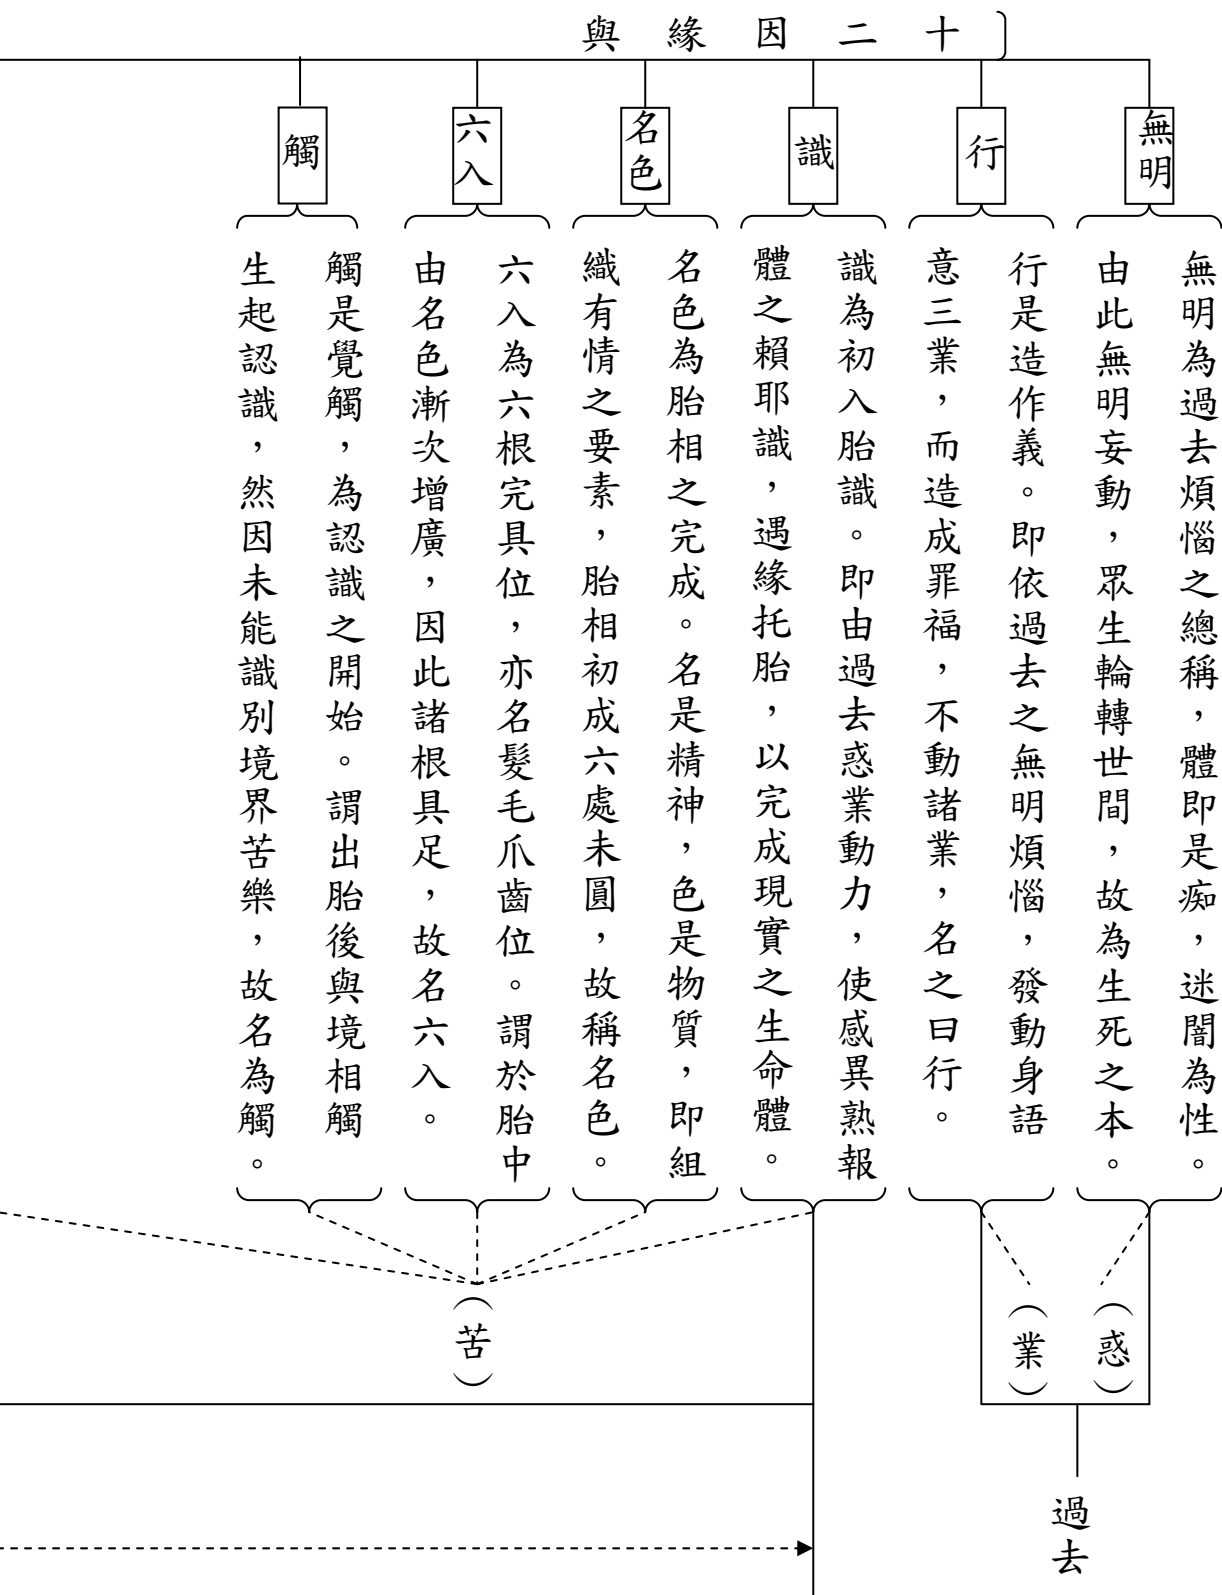 十二因緣與
無明
無明為過去煩惱之總稱，體即是痴，迷闇為性。
由此無明妄動，眾生輪轉世間，故為生死之本。
行
行是造作義。即依過去之無明煩惱，發動身語
意三業，而造成罪福，不動諸業，名之曰行。
識
識為初入胎識。即由過去惑業動力，使感異熟報
體之賴耶識，遇緣托胎，以完成現實之生命體。
名色
名色為胎相之完成。名是精神，色是物質，即組
織有情之要素，胎相初成六處未圓，故稱名色。
六入
六入為六根完具位，亦名髮毛爪齒位。謂於胎中
由名色漸次增廣，因此諸根具足，故名六入。
觸
觸是覺觸，為認識之開始。謂出胎後與境相觸
生起認識，然因未能識別境界苦樂，故名為觸。
（惑）
（業）
（苦）
過去